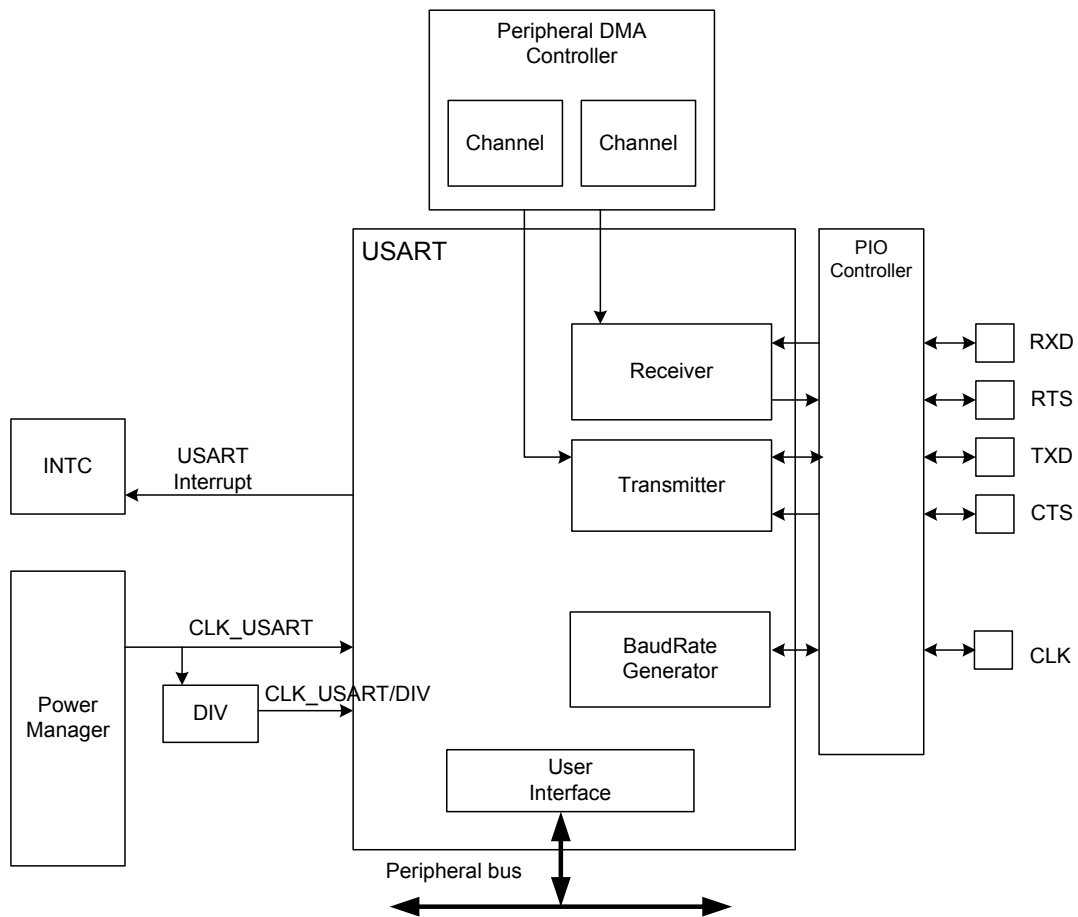 Peripheral DMA
Controller
Channel
Channel
USART
PIO
Controller
Receiver
RXD
RTS
INTC
USART
Interrupt
Transmitter
TXD
CTS
CLK_USART
BaudRate
Generator
CLK
Power
Manager
DIV
CLK_USART/DIV
User
Interface
Peripheral bus